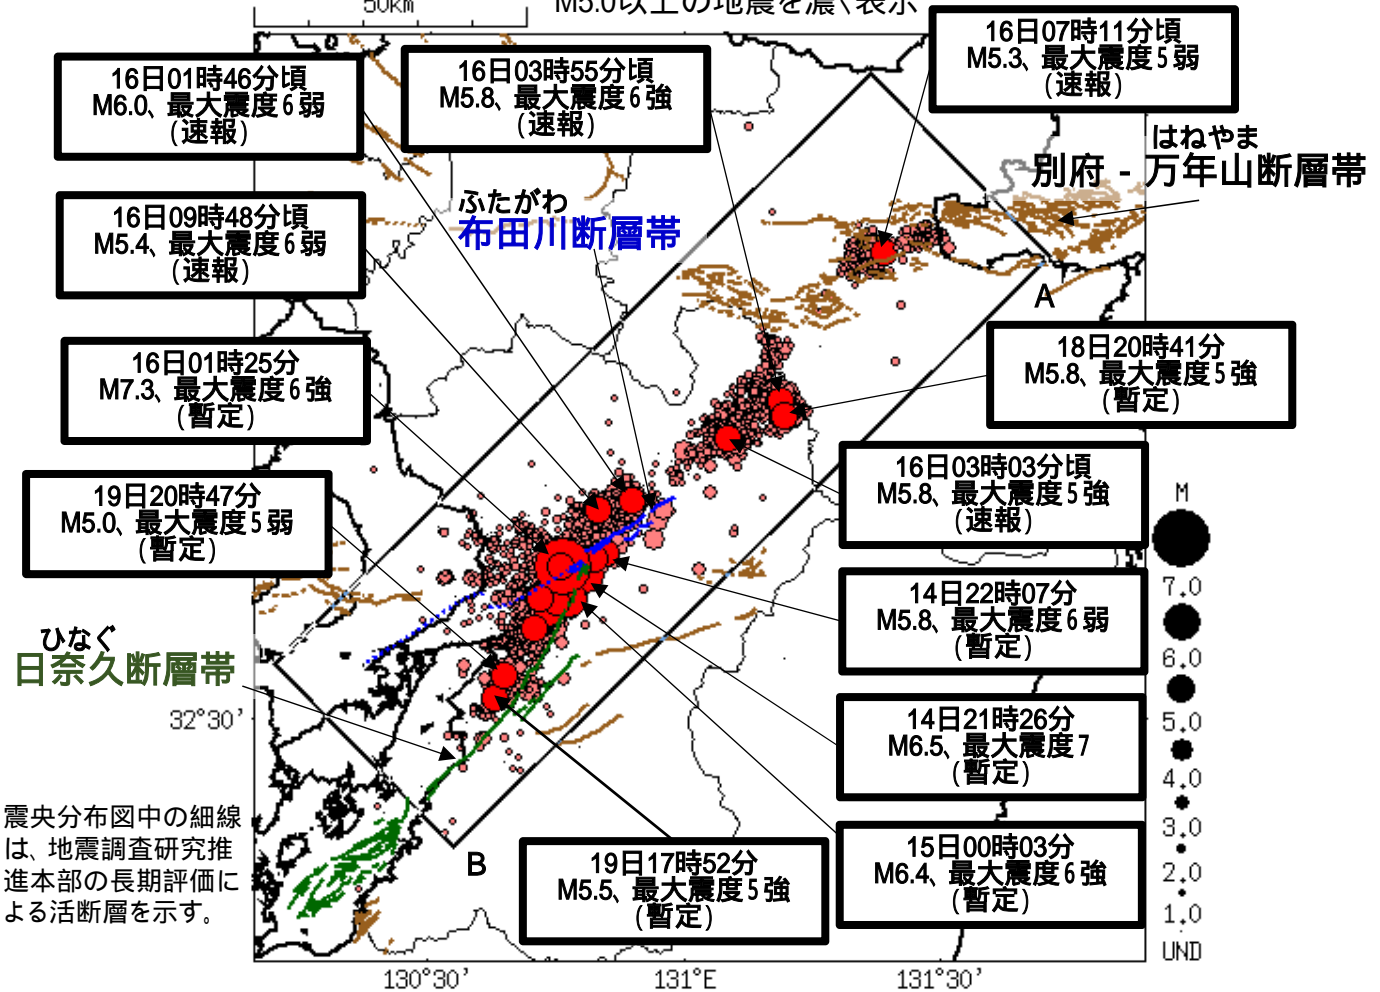 50km
M5.0以上の地震を濃く表示
16日01時46分頃
M6.0、最大震度6弱
(速報)
16日03時55分頃
M5.8、最大震度6強
(速報)
16日07時11分頃
M5.3、最大震度5弱
(速報)
はねやま
別府-万年山断層帯
16日09時48分頃
M5.4、最大震度6弱
(速報)
ふたがわ
布田川断層帯
A
16日01時25分
M7.3、最大震度6強
(暫定)
18日20時41分
M5.8、最大震度5強
(暫定)
19日20時47分
M5.0、最大震度5弱
(暫定)
16日03時03分頃
M5.8、最大震度5強
(速報)
14日22時07分
M5.8、最大震度6弱
(暫定)
ひなぐ
日奈久断層帯
14日21時26分
M6.5、最大震度7
(暫定)
32°30'
15日00時03分
M6.4、最大震度6強
(暫定)
B
19日17時52分
M5.5、最大震度5強
(暫定)
震央分布図中の細線
は、地震調査研究推
進本部の長期評価に
よる活断層を示す。
M
7.0
6.0
5.0
4.0
3.0
2.0
1.0
UND
130°30'
131°E
131°30'